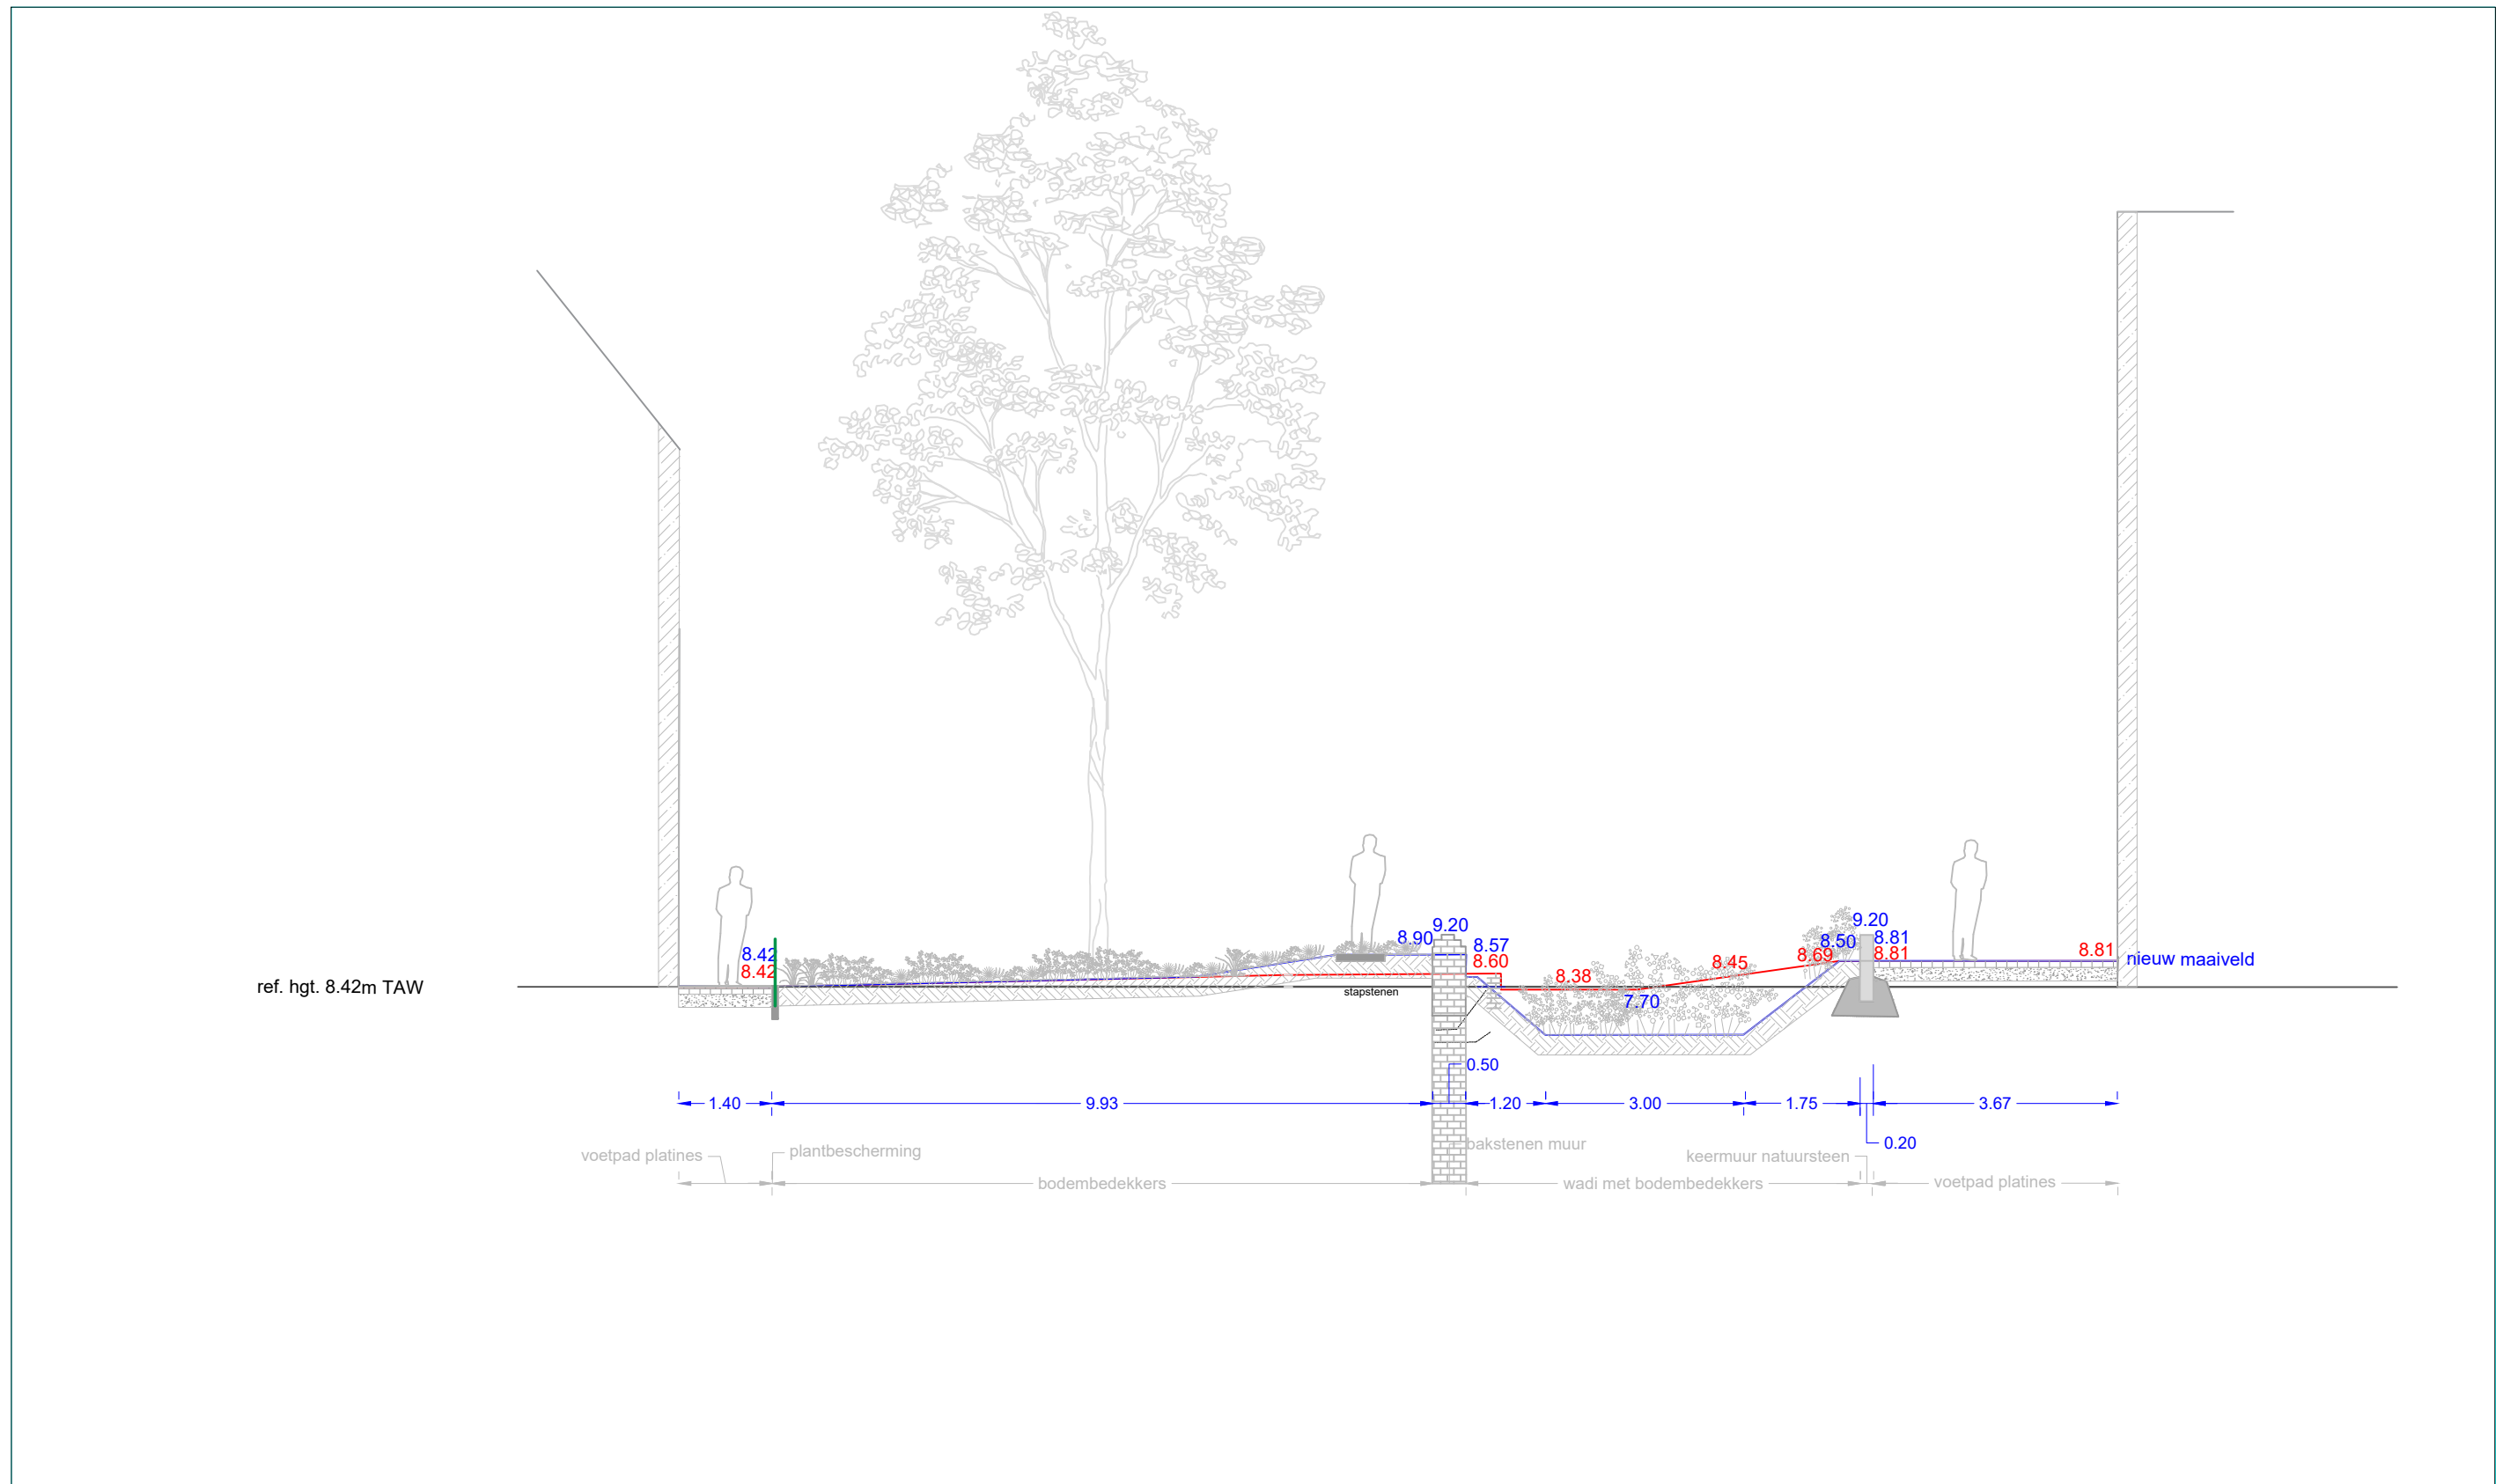 9.20
8.90
8.57
8.60
8.42
8.42
9.20
8.50
8.81
8.69
8.81
8.45
8.38
7.70
8.81
nieuw maaiveld
ref. hgt. 8.42m TAW
stapstenen
0.50
1.40
9.93
1.20
3.00
1.75
3.67
0.20
voetpad platines
plantbescherming
bakstenen muur
keermuur natuursteen
bodembedekkers
wadi met bodembedekkers
voetpad platines